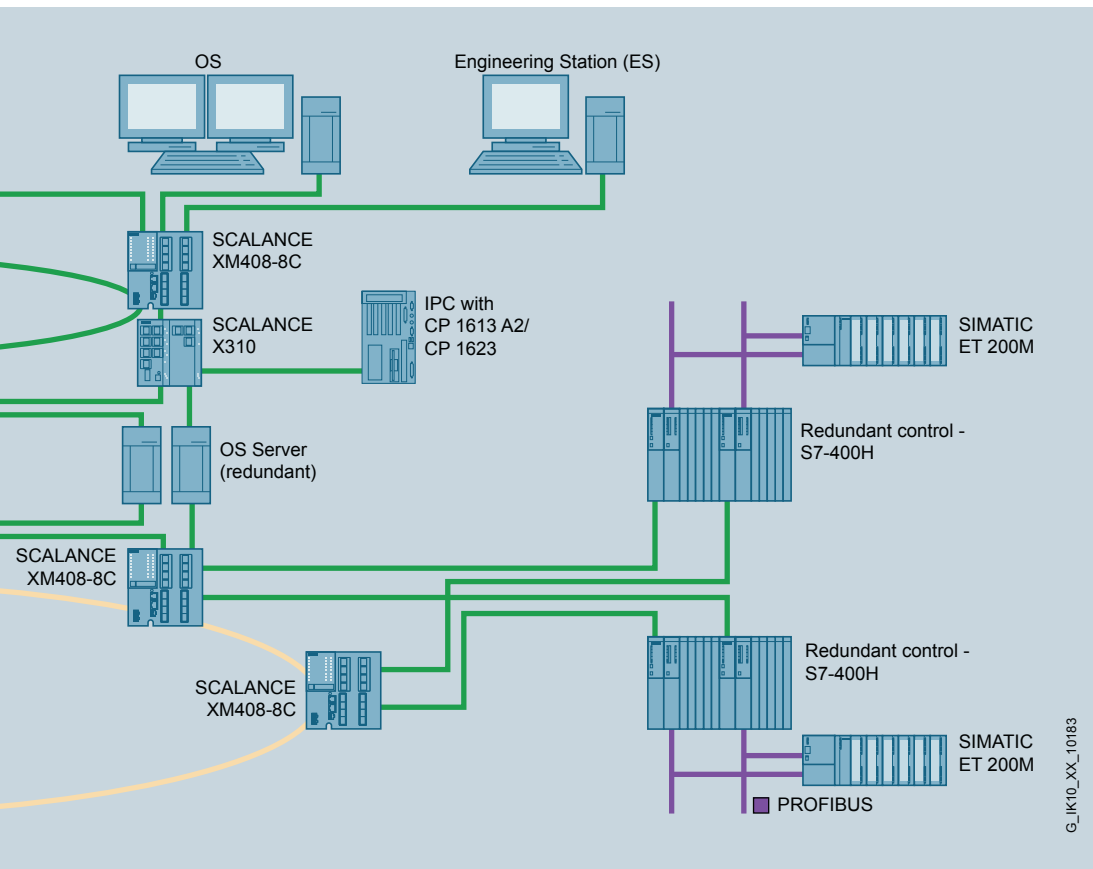 OS
Engineering Station (ES)
SCALANCE
XM408-8C
SCALANCE
X310
IPC with
CP 1613 A2/
CP 1623
SIMATIC
ET 200M
Redundant control -
S7-400H
OS Server
(redundant)
SCALANCE
XM408-8C
SCALANCE
XM408-8C
Redundant control -
S7-400H
SIMATIC
ET 200M
PROFIBUS
G_IK10_XX_10183